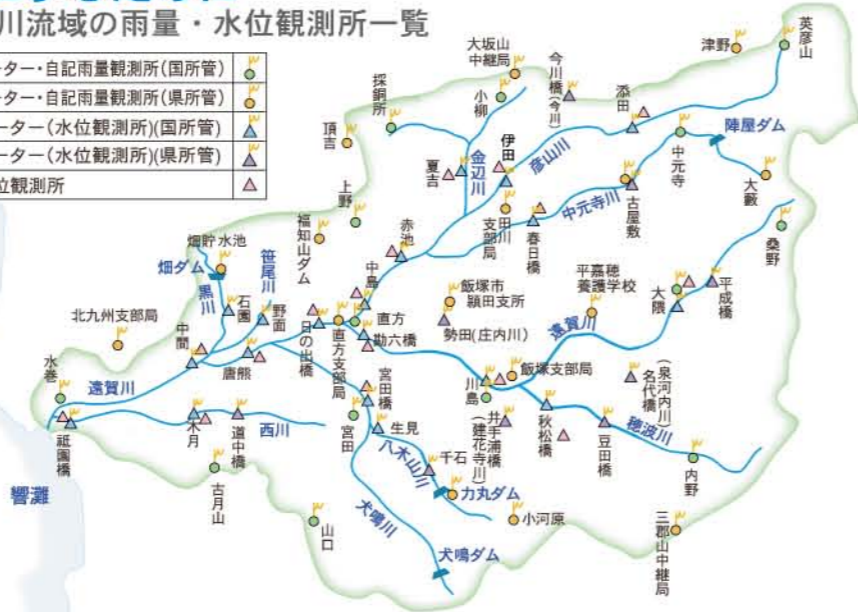 川流域の雨量・水位観測所一覧
ーター・自記雨量観測所(国所管)
ーター・自記雨量観測所(県所管)
ーター(水位観測所)(国所管)
ーター(水位観測所)(県所管)
位観測所
英彦山
津野
大坂山
中継局
今川橋(今川)
添田
小柳
採銅所
頂吉
陣屋ダム
中元寺
伊田
彦山川
夏吉
金辺川
大藪
上野
古屋敷
中元寺川
田川
支部局
春日橋
桑野
福知山ダム
赤池
畑貯水池
畑ダム
笹尾川
黒川
石園
野面
中島
飯塚市
頴田支所
平嘉穂
養護学校
大隈
平成橋
北九州支部局
中間
日の出橋
直方支部局
直方
勘六橋
勢田(庄内川)
遠賀川
水巻
遠賀川
唐熊
宮田橋
川島
飯塚支部局
(泉河内川)
名代橋
祗園橋
木月
道中橋
西川
宮田
生見
井手浦橋
(建花寺川)
秋松橋
豆田橋
穂波川
八木山川
千石
内野
響灘
古月山
力丸ダム
山口
犬鳴川
小河原
三郡山中継局
犬鳴ダム